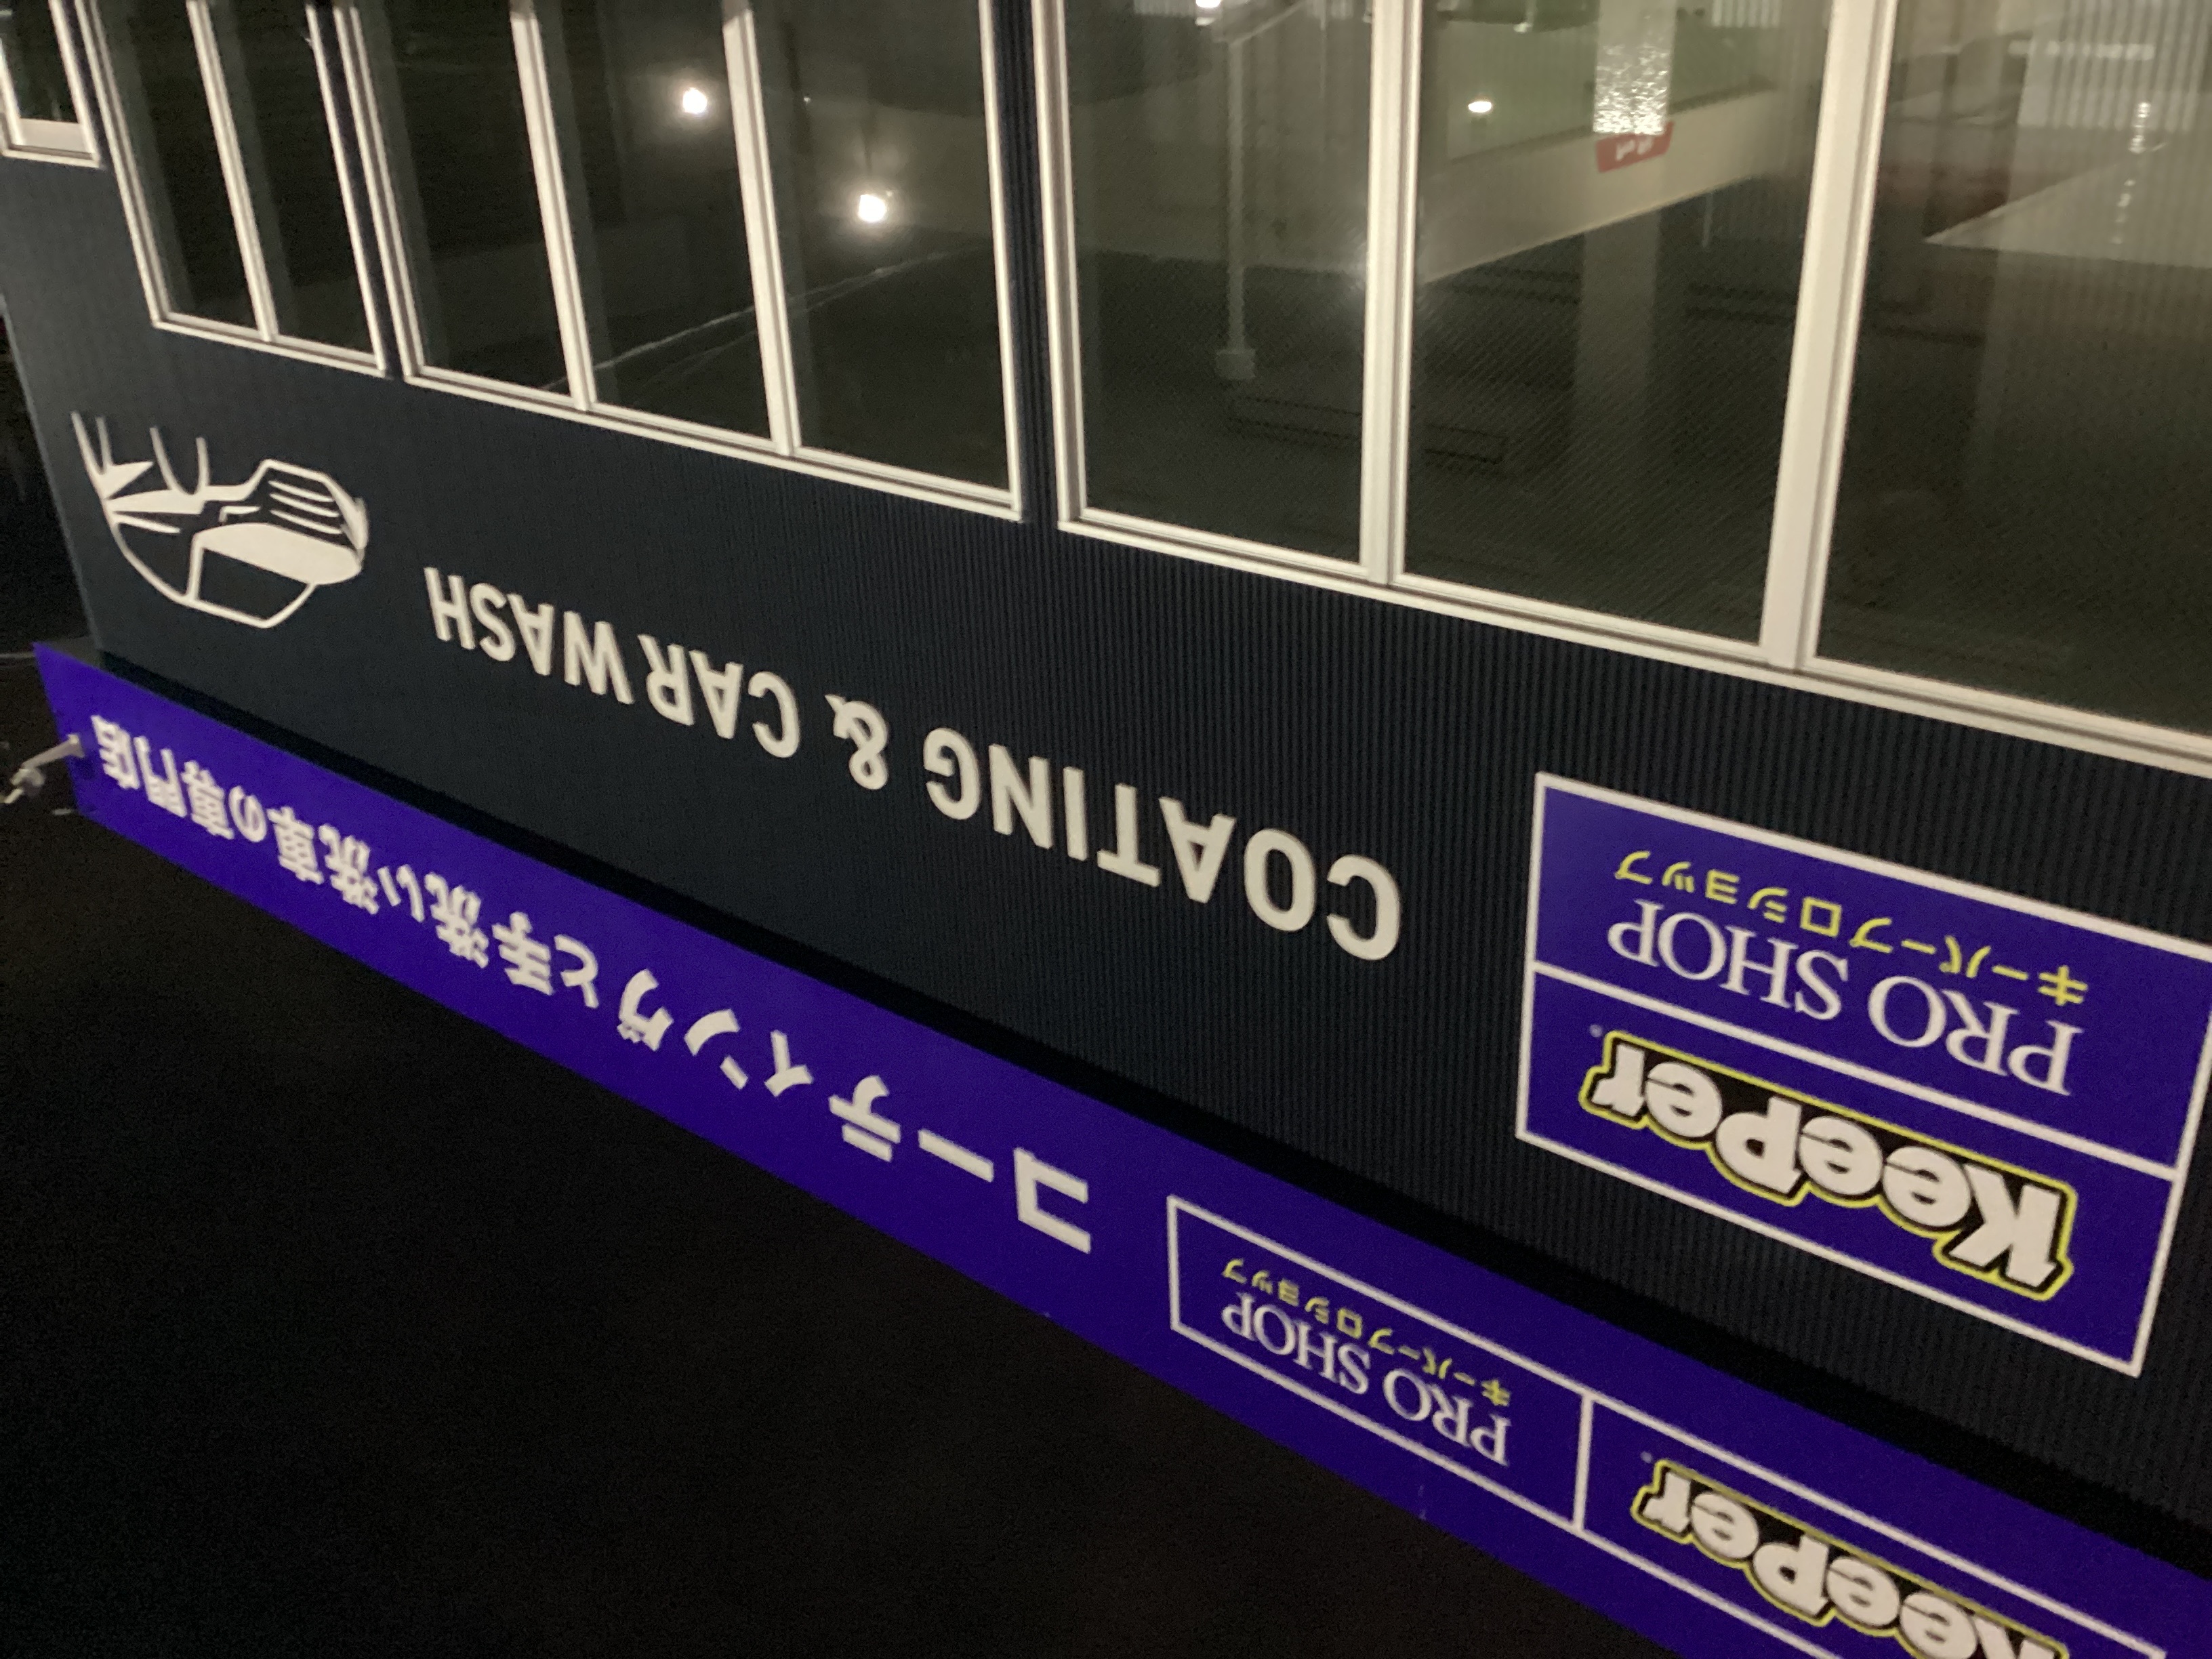 KeePer
PRO SHOP
キーパープロショップ
コーティングと手洗い洗車の専門店
KeePer
PRO SHOP
キーパープロショップ
COATING & CAR WASH